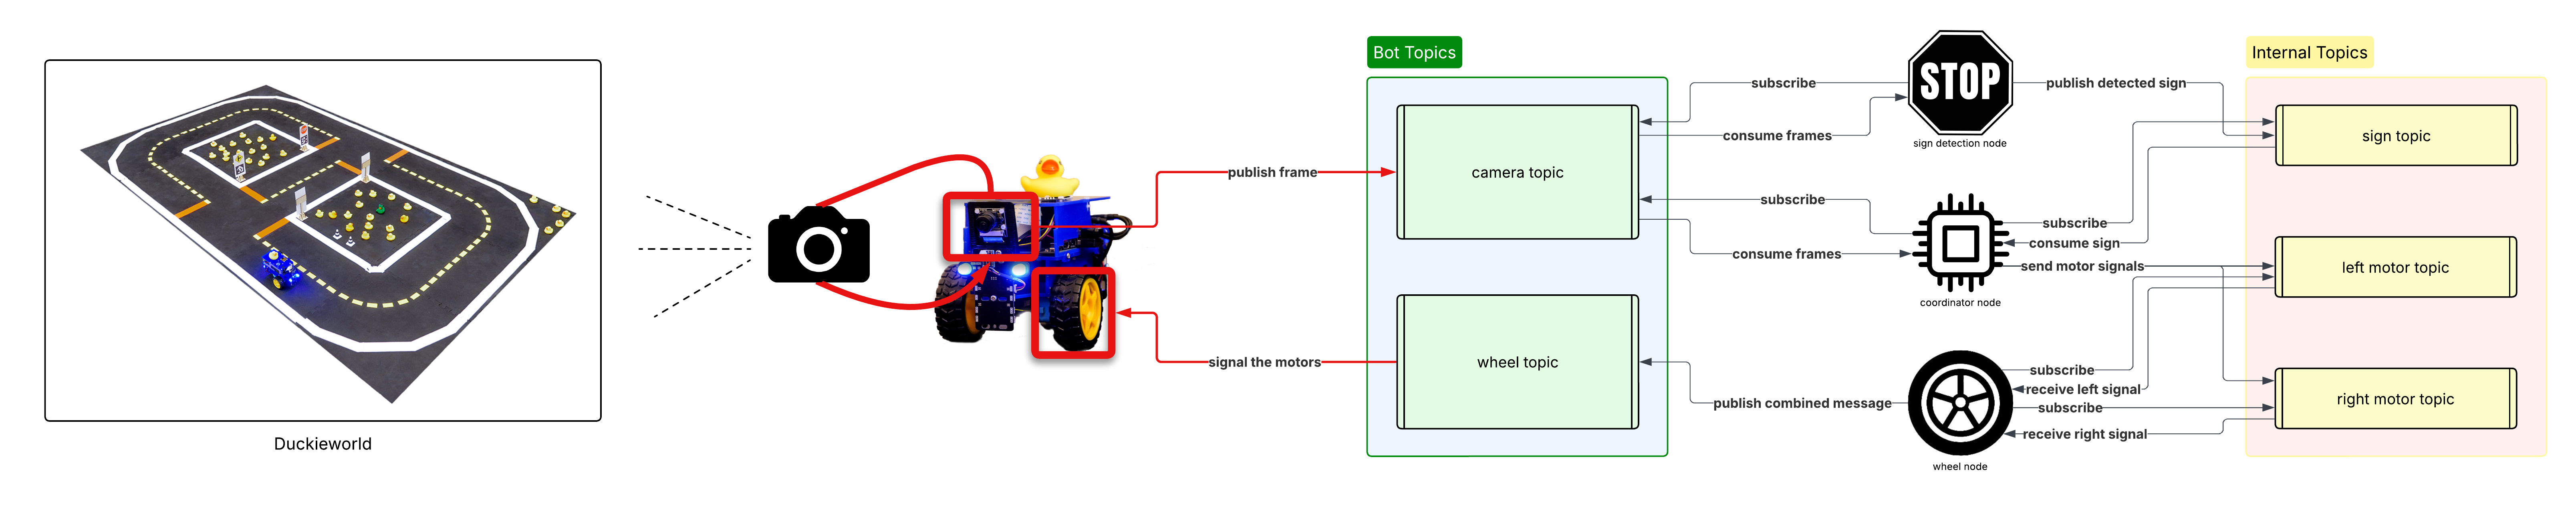 Duckieworld
publish frame
signal the motors
Bot Topics
camera topic
wheel topic
subscribe
consume frames
subscribe
consume frames
publish combined message
STOP
sign detection node
coordinator node
wheel node
publish detected sign
subscribe
consume sign
send motor signals
subscribe
receive left signal
subscribe
receive right signal
Internal Topics
sign topic
left motor topic
right motor topic